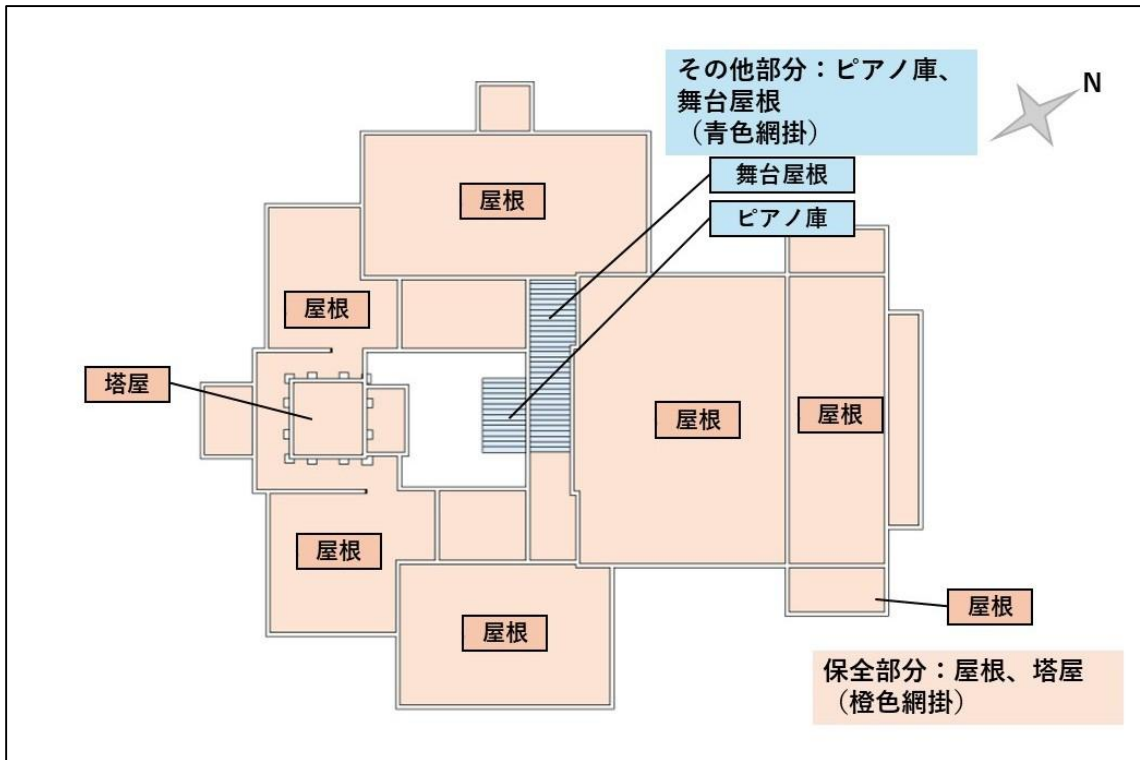 その他部分：ピアノ庫、
舞台屋根
（青色網掛）
N
舞台屋根
ピアノ庫
屋根
屋根
塔屋
屋根
屋根
屋根
屋根
屋根
保全部分：屋根、塔屋
（橙色網掛）